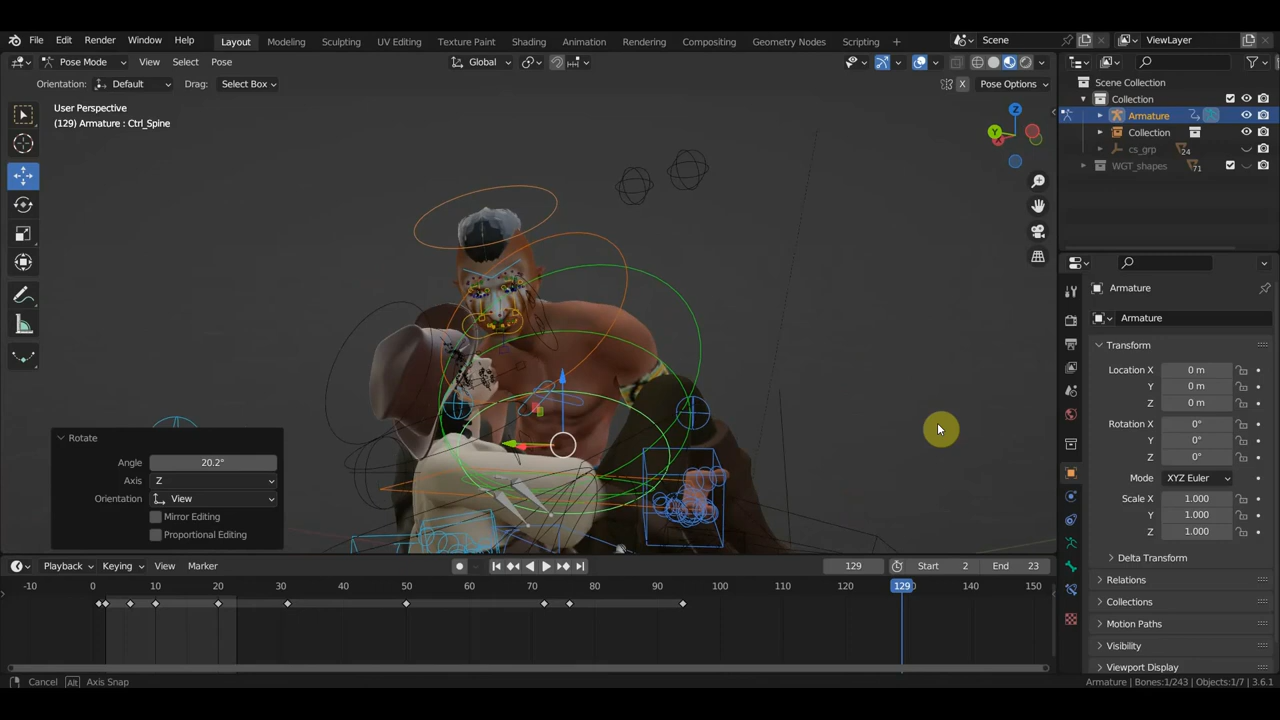 File Edit Render Window Help
Layout Modeling Sculpting UV Editing Texture Paint Shading Animation Rendering Compositing Geometry Nodes Scripting +
Scene
ViewLayer
Pose Mode View Select Pose
Global
Orientation: Default Drag: Select Box
X Pose Options
User Perspective
(129) Armature : Ctrl_Spine
Z
Y
X
Rotate
Angle 20.2°
Axis Z
Orientation View
Mirror Editing
Proportional Editing
Scene Collection
Collection
Armature
Collection
cs_grp 24
WGT_shapes 71
Armature
Armature
Transform
Location X 0 m
Y 0 m
Z 0 m
Rotation X 0°
Y 0°
Z 0°
Mode XYZ Euler
Scale X 1.000
Y 1.000
Z 1.000
Delta Transform
Relations
Collections
Motion Paths
Visibility
Viewport Display
Playback Keying View Marker
129 Start 2 End 23
-10 0 10 20 30 40 50 60 70 80 90 100 110 120 129 140 150
Cancel Alt Axis Snap
Armature | Bones:1/243 | Objects:1/7 | 3.6.1